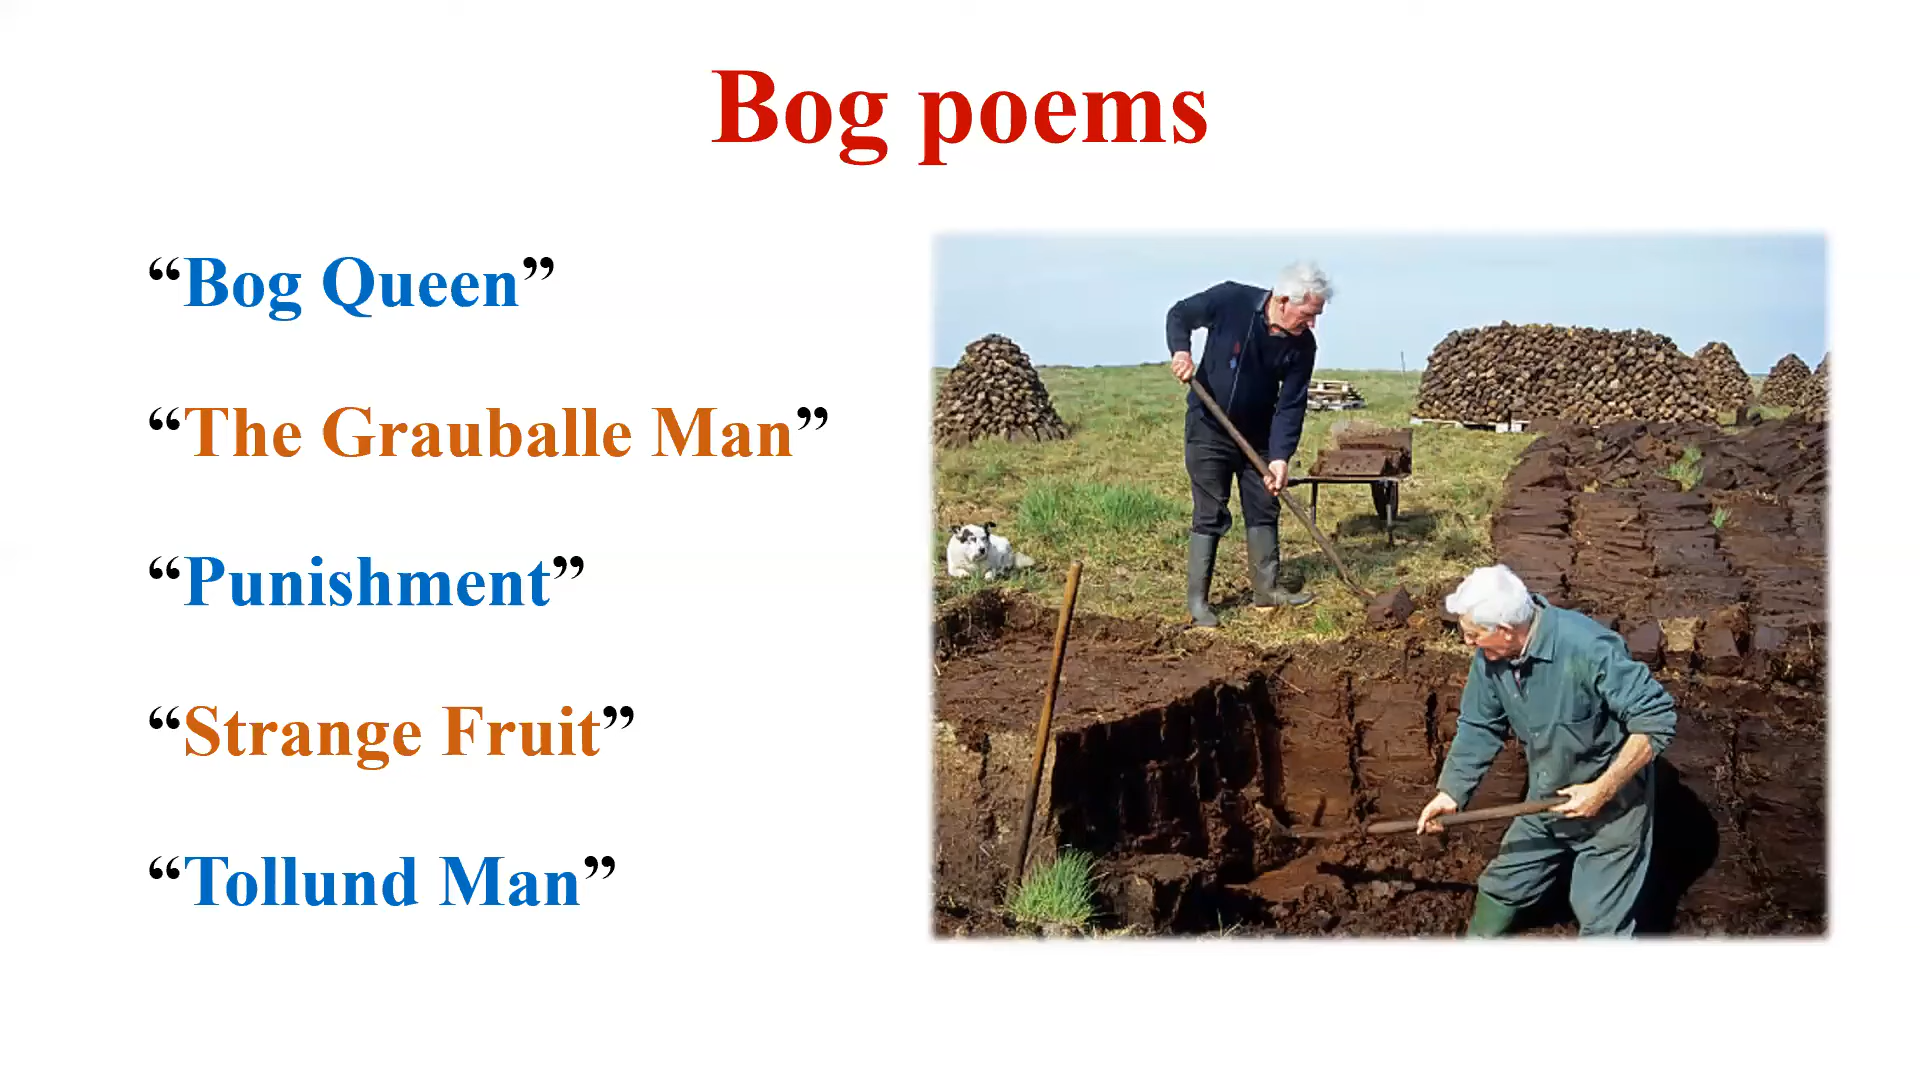 Bog poems
“Bog Queen”
“The Grauballe Man”
“Punishment”
“Strange Fruit”
“Tollund Man”